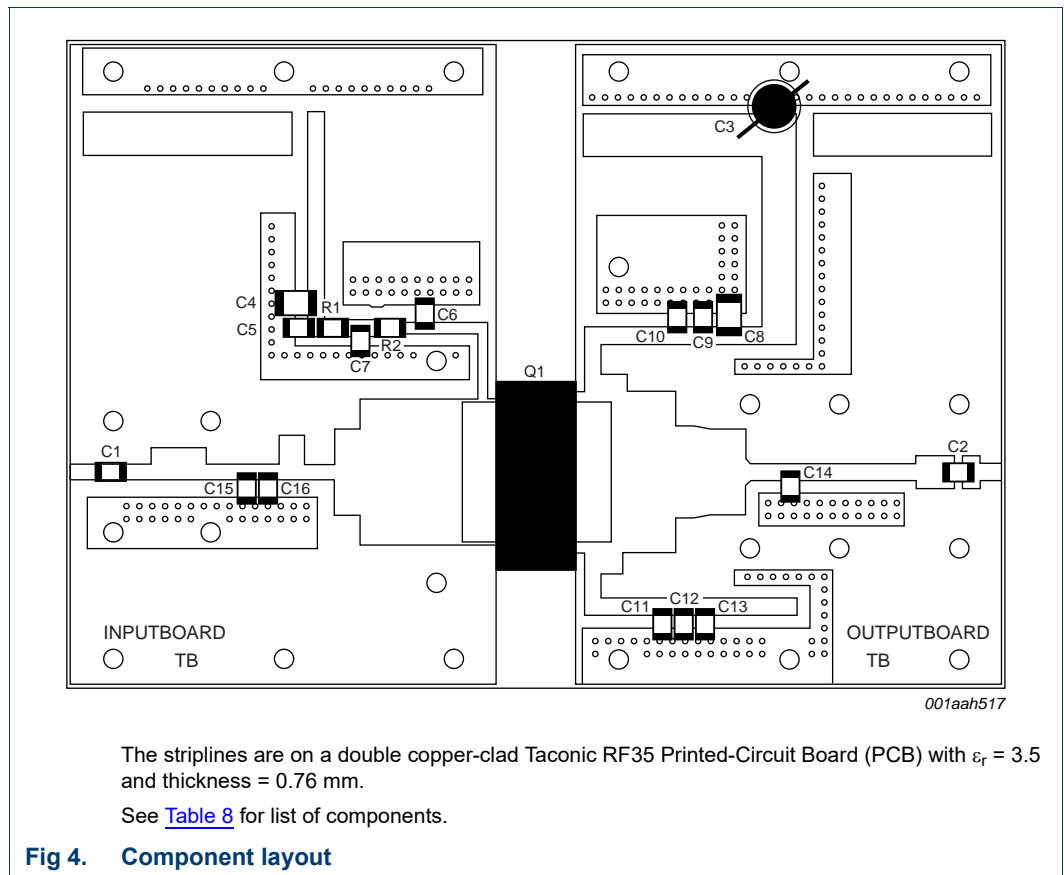 C3
C4
R1
C5
C6
R2
C7
C10
C9
C8
Q1
C1
C2
C15
C16
C14
C11
C12
C13
INPUTBOARD
TB
OUTPUTBOARD
TB
001aah517
The striplines are on a double copper-clad Taconic RF35 Printed-Circuit Board (PCB) with εr = 3.5
and thickness = 0.76 mm.
See Table 8 for list of components.
Fig 4. Component layout